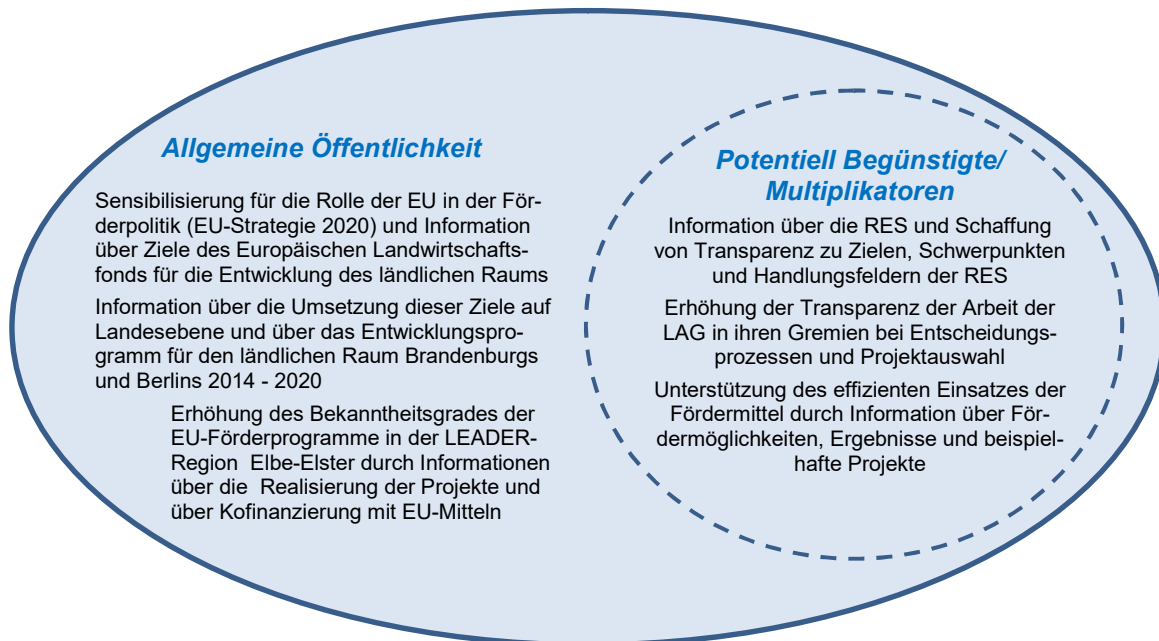 Allgemeine Öffentlichkeit
Sensibilisierung für die Rolle der EU in der För-
derpolitik (EU-Strategie 2020) und Information
über Ziele des Europäischen Landwirtschafts-
fonds für die Entwicklung des ländlichen Raums
Information über die Umsetzung dieser Ziele auf
Landesebene und über das Entwicklungspro-
gramm für den ländlichen Raum Brandenburgs
und Berlins 2014 - 2020
Erhöhung des Bekanntheitsgrades der
EU-Förderprogramme in der LEADER-
Region Elbe-Elster durch Informationen
über die Realisierung der Projekte und
über Kofinanzierung mit EU-Mitteln
Potentiell Begünstigte/
Multiplikatoren
Information über die RES und Schaffung
von Transparenz zu Zielen, Schwerpunkten
und Handlungsfeldern der RES
Erhöhung der Transparenz der Arbeit der
LAG in ihren Gremien bei Entscheidungs-
prozessen und Projektauswahl
Unterstützung des effizienten Einsatzes der
Fördermittel durch Information über För-
dermöglichkeiten, Ergebnisse und beispiel-
hafte Projekte